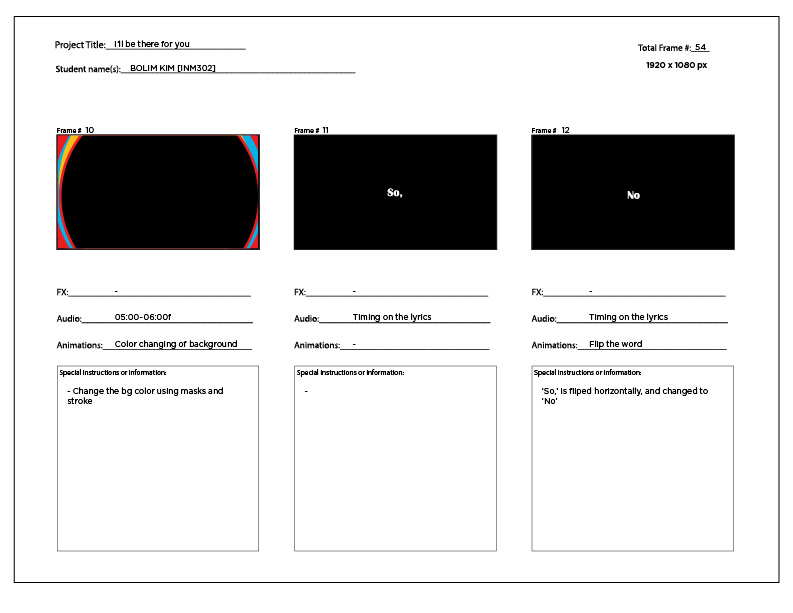 Project Title: I'll be there for you
Total Frame #: 54
Student name(s): BOLIM KIM [INM302]
1920 x 1080 px
Frame # 10
Frame # 11
Frame # 12
So,
No
FX: -
FX: -
FX: -
Audio: 05:00-06:00f
Audio: Timing on the lyrics
Audio: Timing on the lyrics
Animations: Color changing of background
Animations: -
Animations: Flip the word
Special Instructions or Information:
- Change the bg color using masks and
stroke
Special Instructions or Information:
-
Special Instructions or Information:
'So,' is fliped horizontally, and changed to
'No'